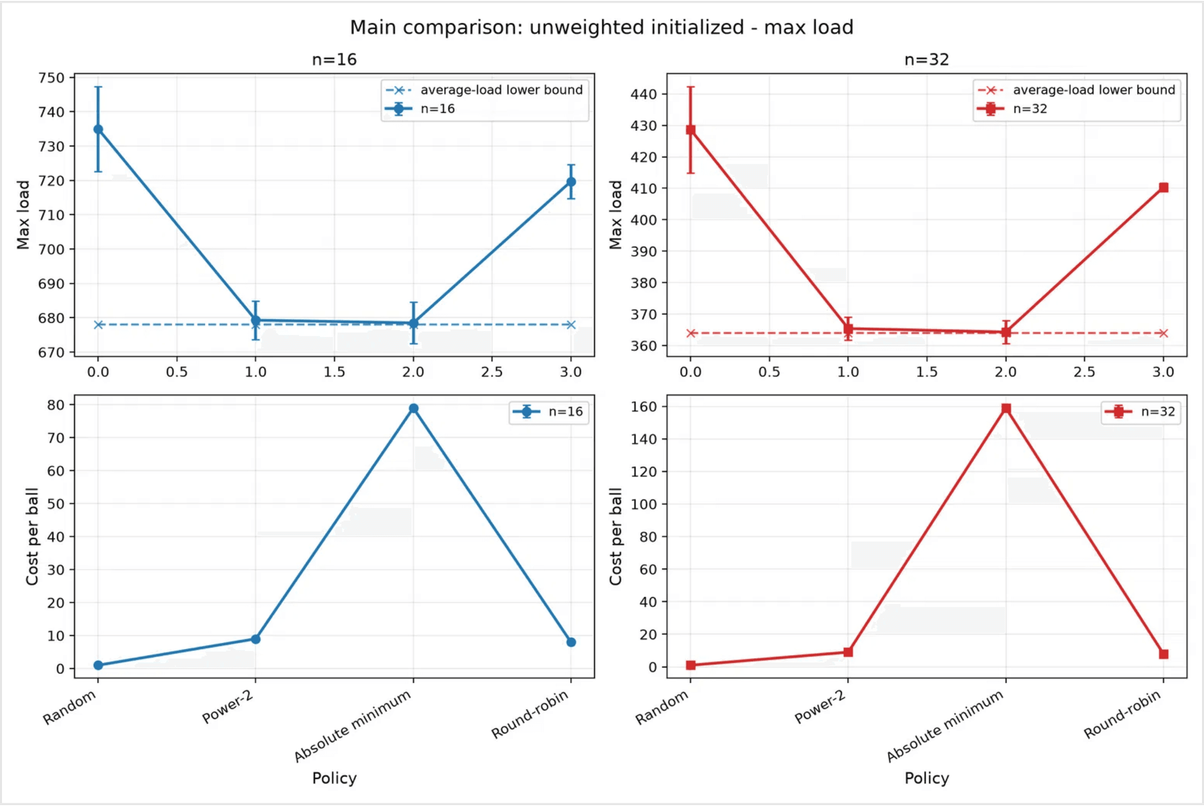 Main comparison: unweighted initialized - max load
n=16
750
740
730
720
710
700
690
680
670
Max load
average-load lower bound
n=16
0.0 0.5 1.0 1.5 2.0 2.5 3.0
n=32
440
430
420
410
400
390
380
370
360
Max load
average-load lower bound
n=32
0.0 0.5 1.0 1.5 2.0 2.5 3.0
80
70
60
50
40
30
20
10
0
Cost per ball
n=16
Random Power-2 Absolute minimum Round-robin
Policy
160
140
120
100
80
60
40
20
0
Cost per ball
n=32
Random Power-2 Absolute minimum Round-robin
Policy